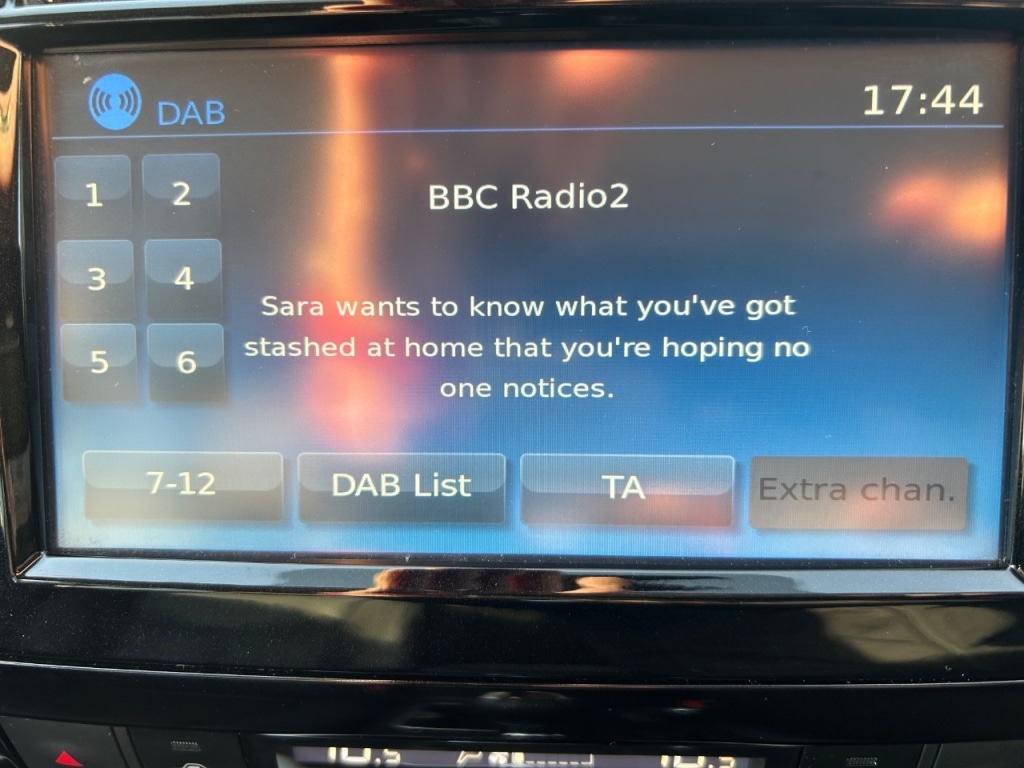 DAB
17:44
1 2
BBC Radio2
3 4
Sara wants to know what you've got
stashed at home that you're hoping no
5 6
one notices.
7-12 DAB List TA Extra chan.